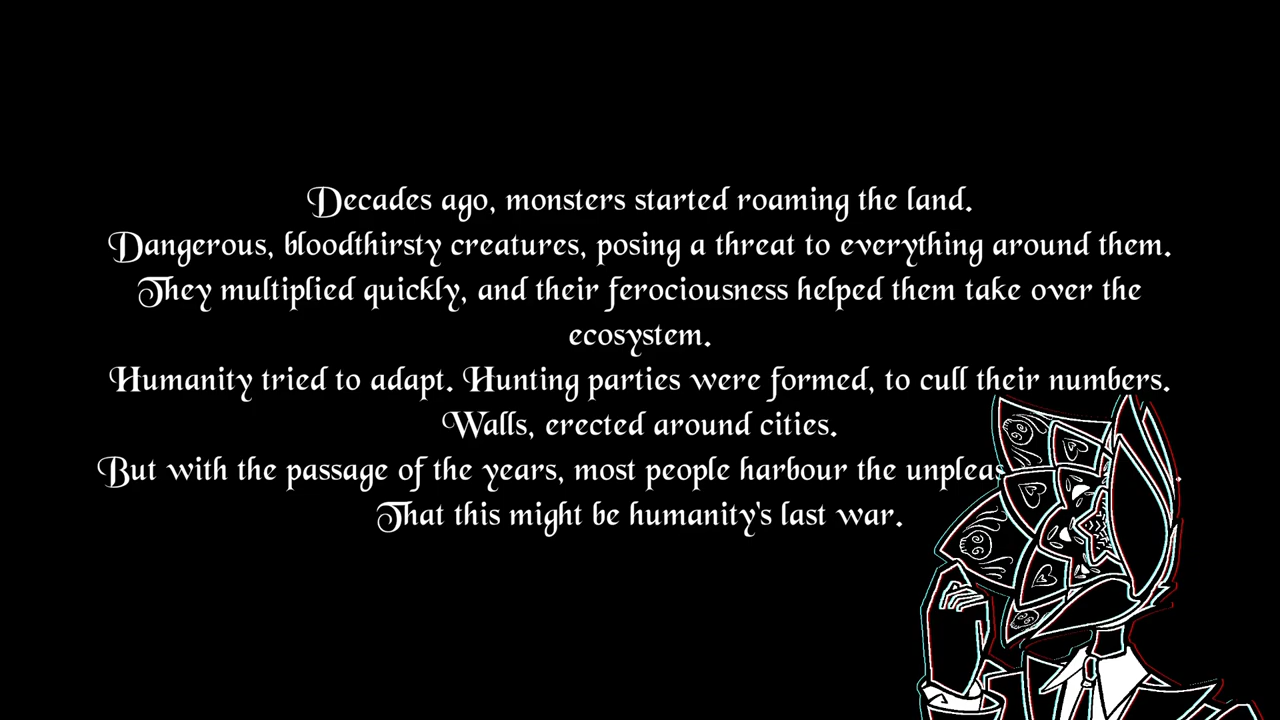 Decades ago, monsters started roaming the land.
Dangerous, bloodthirsty creatures, posing a threat to everything around them.
They multiplied quickly, and their ferociousness helped them take over the
ecosystem.
Humanity tried to adapt. Hunting parties were formed, to cull their numbers.
Walls, erected around cities.
But with the passage of the years, most people harbour the
That this might be humanity's last war.